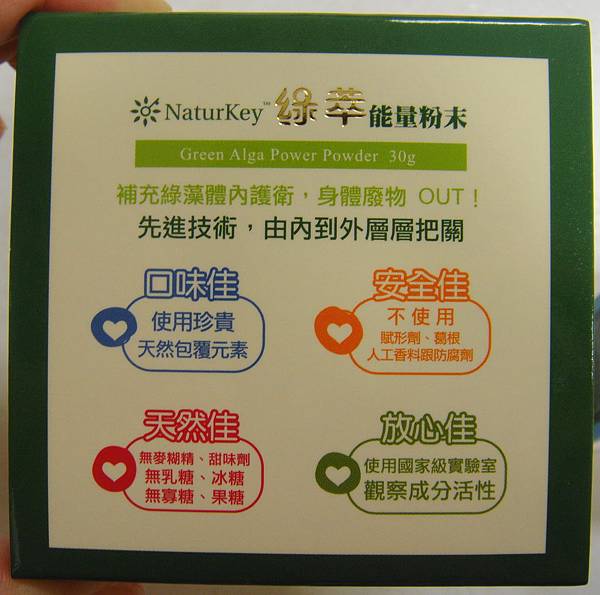 NaturKey™ 綠萃能量粉末
Green Alga Power Powder 30g
補充綠藻體內護衛，身體廢物 OUT！
先進技術，由內到外層層把關
口味佳
使用珍貴
天然包覆元素
安全佳
不使用
賦形劑、葛根
人工香料跟防腐劑
天然佳
無麥糊精、甜味劑
無乳糖、冰糖
無寡糖、果糖
放心佳
使用國家級實驗室
觀察成分活性